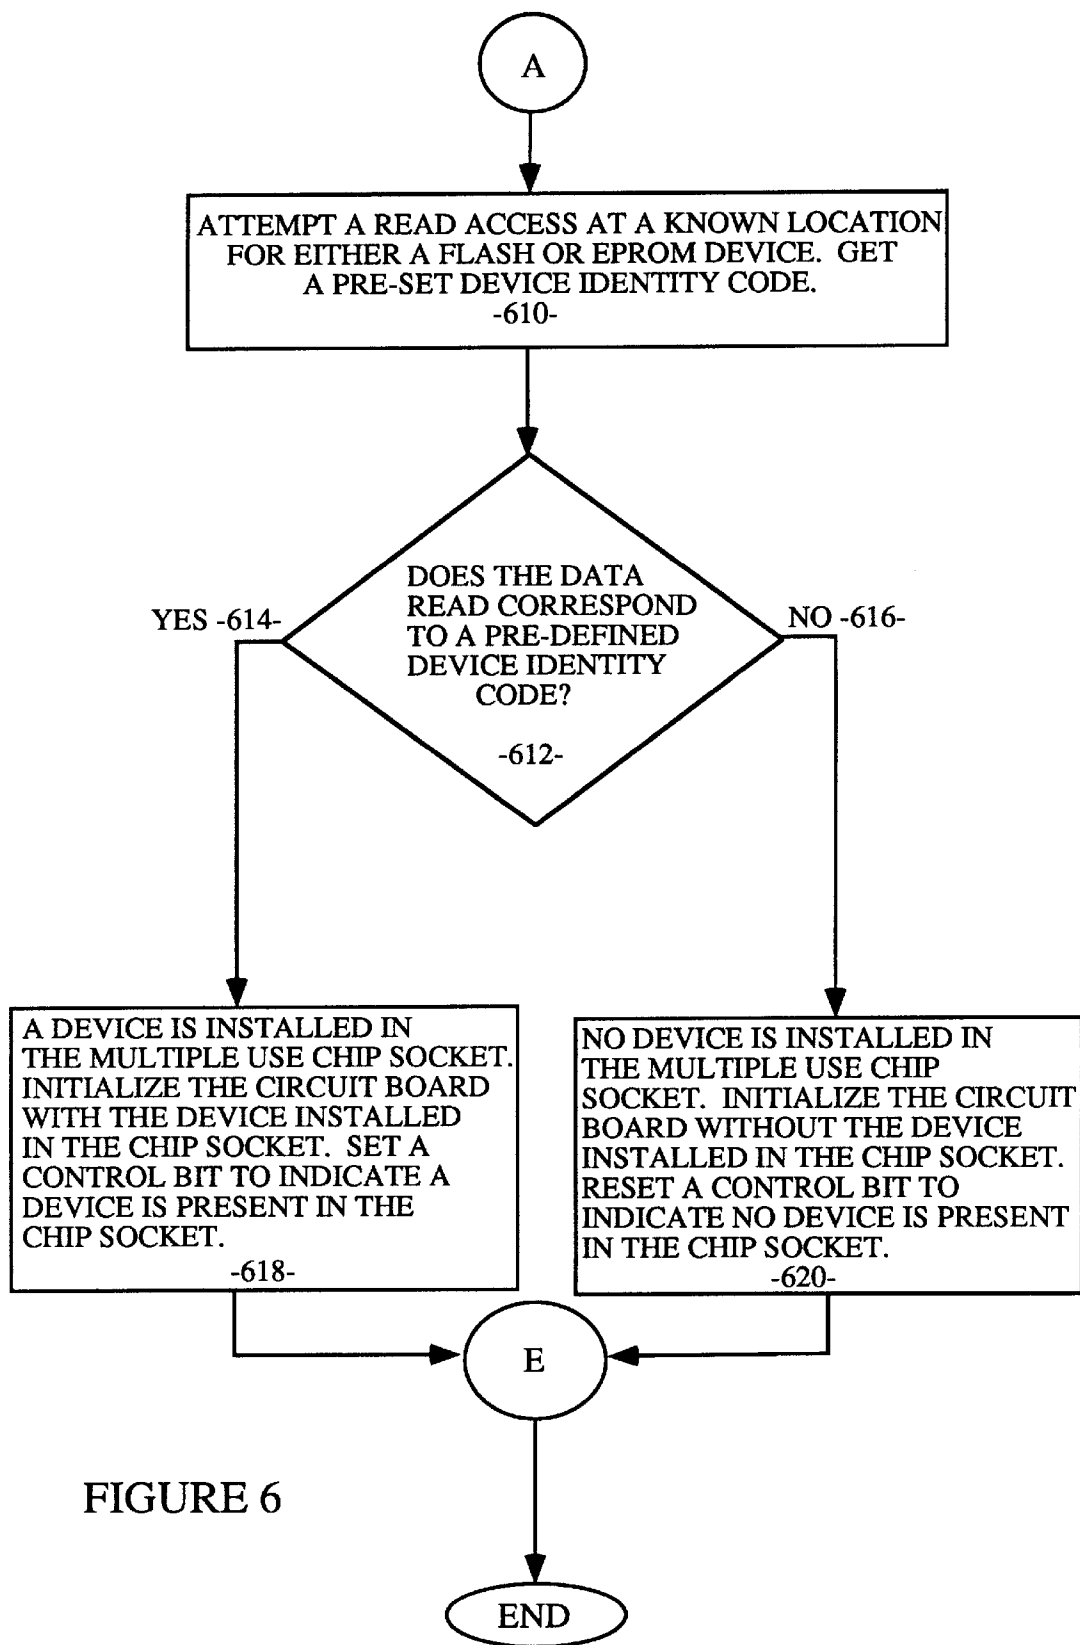 A
ATTEMPT A READ ACCESS AT A KNOWN LOCATION
FOR EITHER A FLASH OR EPROM DEVICE. GET
A PRE-SET DEVICE IDENTITY CODE.
-610-
DOES THE DATA
READ CORRESPOND
TO A PRE-DEFINED
DEVICE IDENTITY
CODE?
-612-
YES -614-
NO -616-
A DEVICE IS INSTALLED IN
THE MULTIPLE USE CHIP SOCKET.
INITIALIZE THE CIRCUIT BOARD
WITH THE DEVICE INSTALLED
IN THE CHIP SOCKET. SET A
CONTROL BIT TO INDICATE A
DEVICE IS PRESENT IN THE
CHIP SOCKET.
-618-
NO DEVICE IS INSTALLED IN
THE MULTIPLE USE CHIP
SOCKET. INITIALIZE THE CIRCUIT
BOARD WITHOUT THE DEVICE
INSTALLED IN THE CHIP SOCKET.
RESET A CONTROL BIT TO
INDICATE NO DEVICE IS PRESENT
IN THE CHIP SOCKET.
-620-
E
FIGURE 6
END